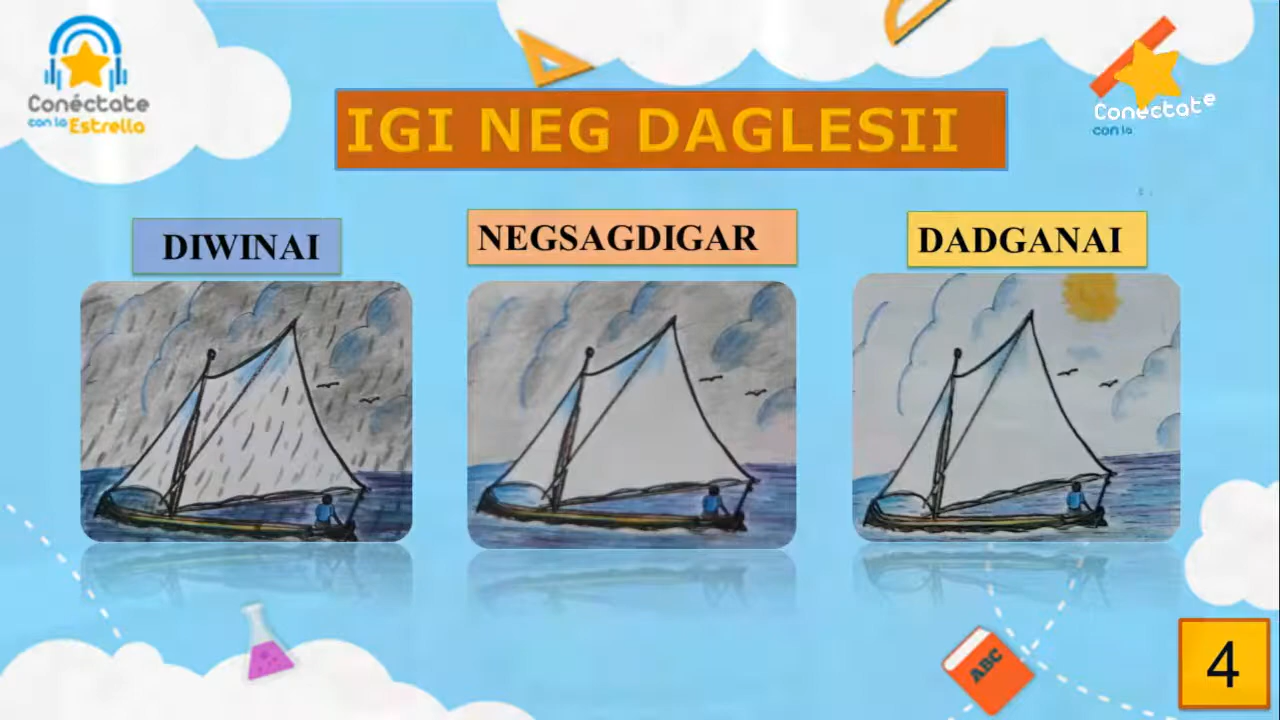 Conéctate
con la Estrella
Conéctate
con la
IGI NEG DAGLESII
DIWINAI
NEGSAGDIGAR
DADGANAI
ABC
4